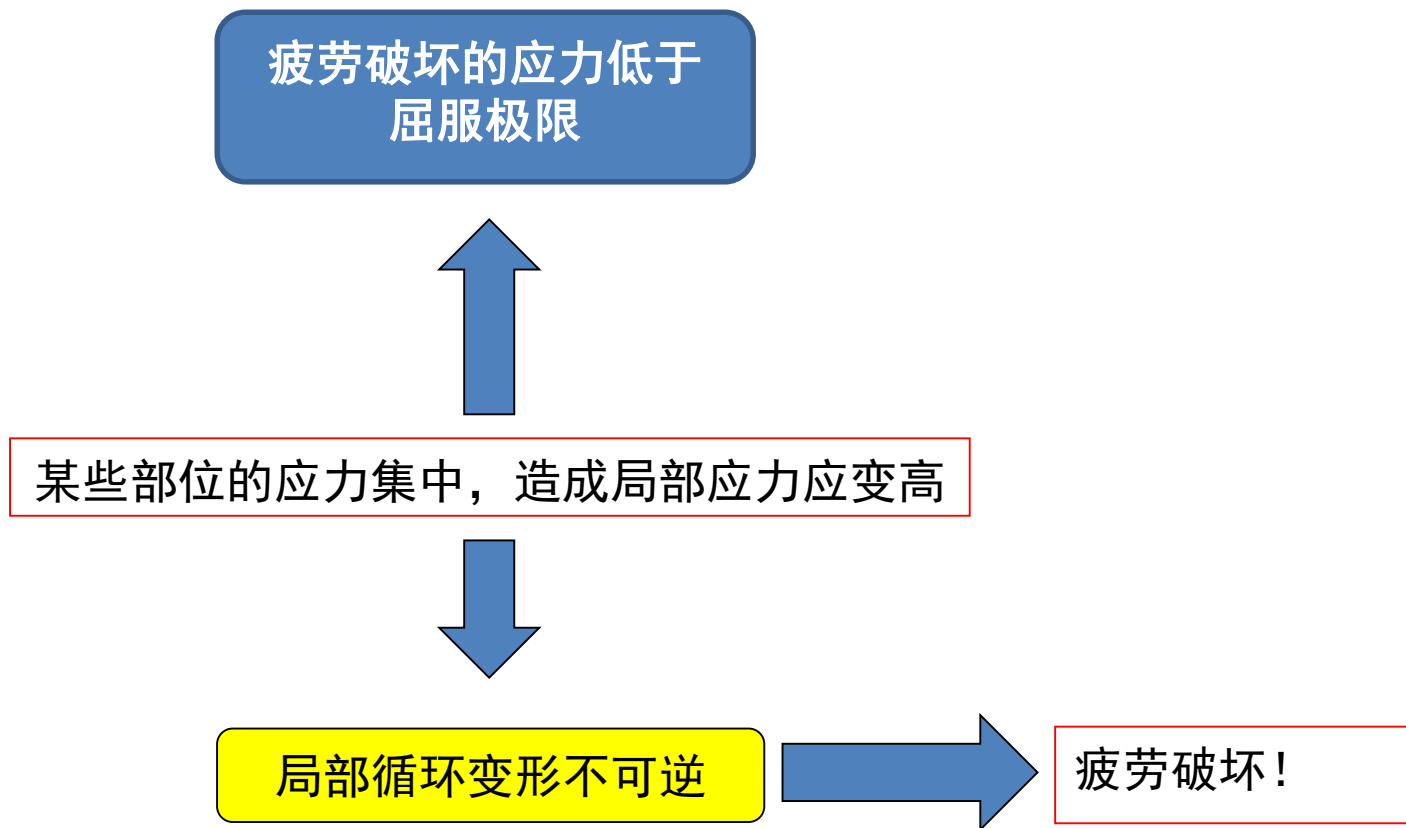 疲劳破坏的应力低于
屈服极限
某些部位的应力集中，造成局部应力应变高
局部循环变形不可逆
疲劳破坏！